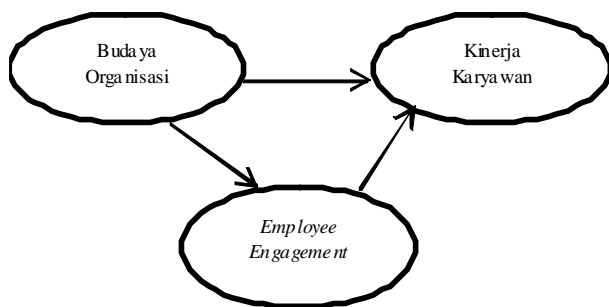 Budaya
Organisasi
Kinerja
Karyawan
Employee
Engagement